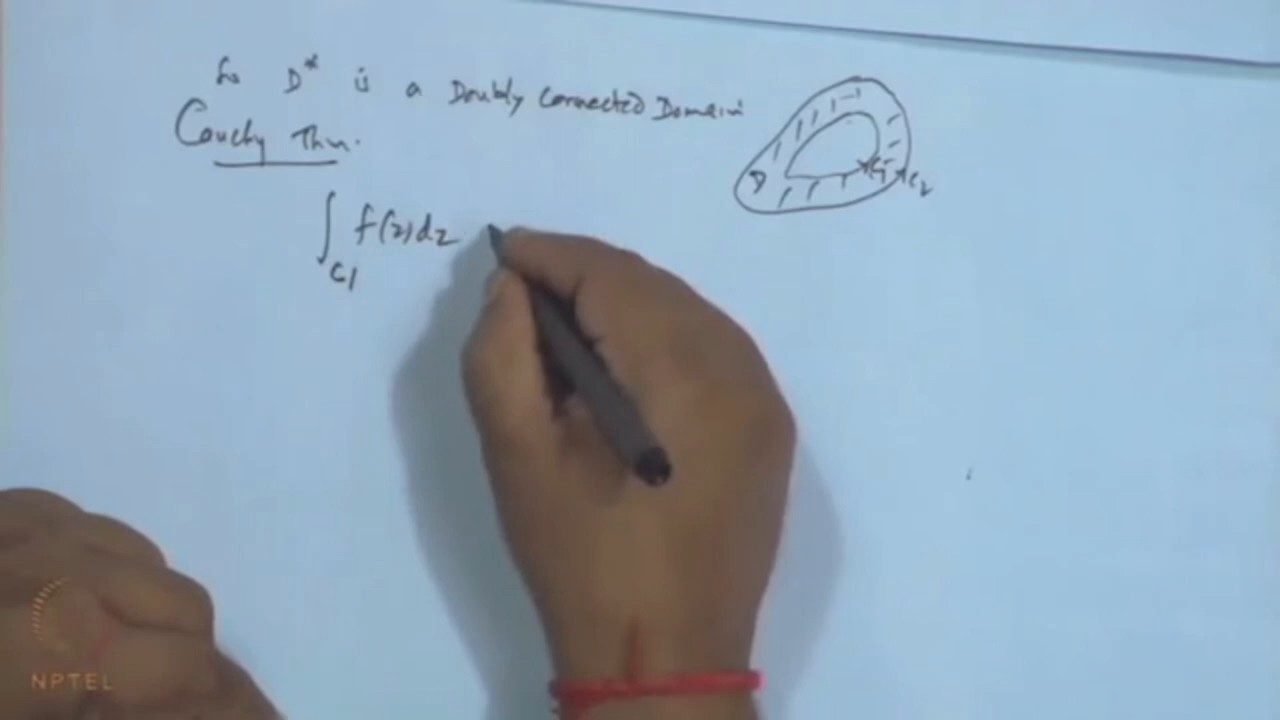 So D* is a Doubly Connected Domain
Cauchy Thm.
D C1 C2
∫ f(z)dz
C1
NPTEL